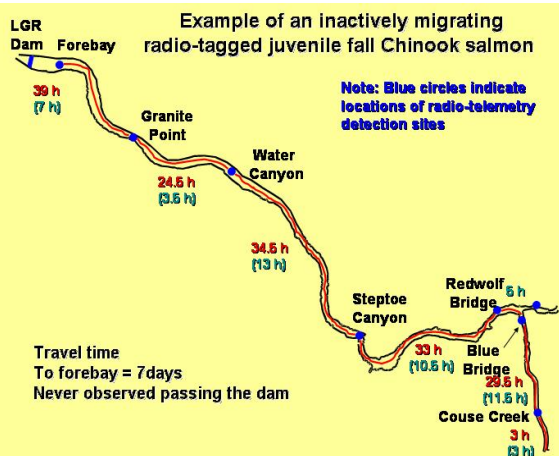 Example of an inactively migrating
radio-tagged juvenile fall Chinook salmon
LGR
Dam
Forebay
39 h
(7 h)
Note: Blue circles indicate
locations of radio-telemetry
detection sites
Granite
Point
24.5 h
(3.5 h)
Water
Canyon
34.5 h
(13 h)
Steptoe
Canyon
33 h
(10.5 h)
Redwolf
Bridge
5 h
Blue
Bridge
29.5 h
(11.5 h)
Couse Creek
3 h
(3 h)
Travel time
To forebay = 7days
Never observed passing the dam